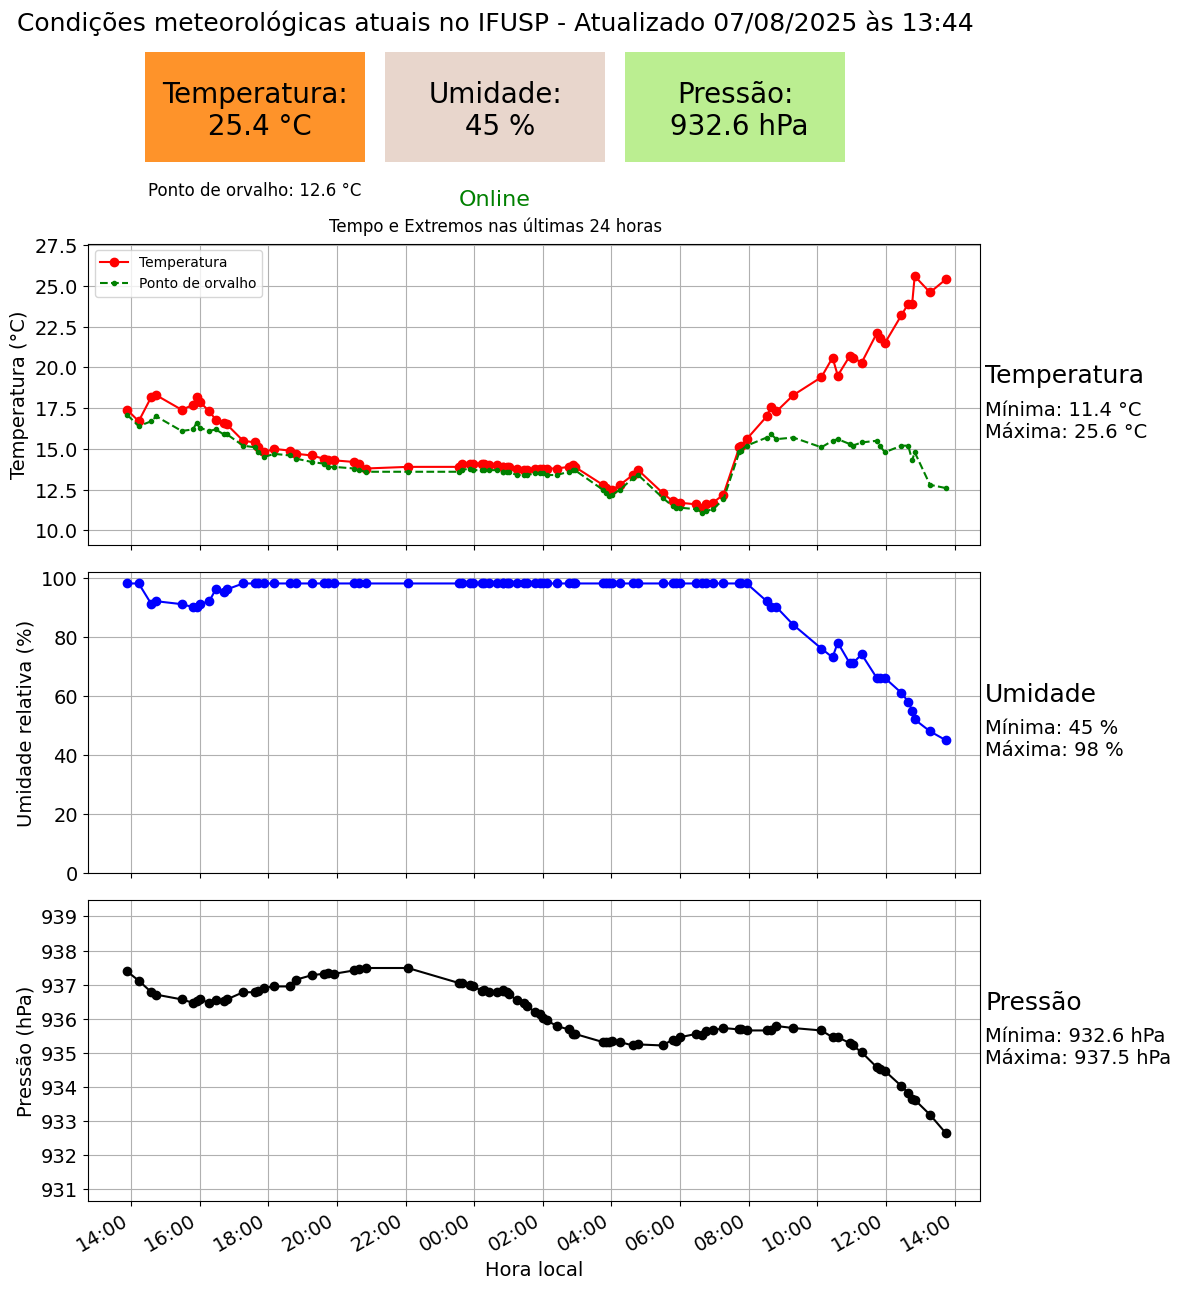 Condições meteorológicas atuais no IFUSP - Atualizado 07/08/2025 às 13:44
Temperatura:
25.4 °C
Umidade:
45 %
Pressão:
932.6 hPa
Ponto de orvalho: 12.6 °C
Online
Tempo e Extremos nas últimas 24 horas
Temperatura (°C)
27.5
25.0
22.5
20.0
17.5
15.0
12.5
10.0
Temperatura
Ponto de orvalho
Temperatura
Mínima: 11.4 °C
Máxima: 25.6 °C
Umidade relativa (%)
100
80
60
40
20
0
Umidade
Mínima: 45 %
Máxima: 98 %
Pressão (hPa)
939
938
937
936
935
934
933
932
931
Pressão
Mínima: 932.6 hPa
Máxima: 937.5 hPa
14:00 16:00 18:00 20:00 22:00 00:00 02:00 04:00 06:00 08:00 10:00 12:00 14:00
Hora local